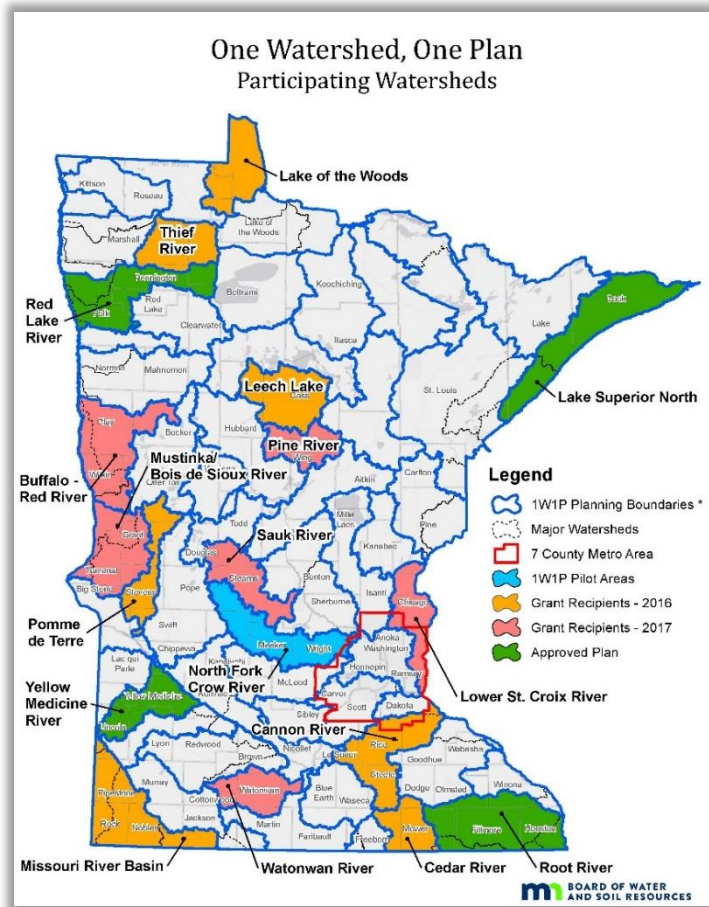 One Watershed, One Plan
Participating Watersheds
Lake of the Woods
Kittson
Roseau
Lake of
the Woods
Marshall
Thief
River
Pennington
Beltrami
Koochiching
Red
Lake
Red
Lake
River
Polk
Clearwater
Itasca
Lake
Cook
St. Louis
Lake Superior North
Norman
Mahnomen
Leech Lake
Cass
Hubbard
Clay
Becker
Pine River
Wing
Buffalo -
Red River
Wilkin
Mustinka/
Bois de Sioux River
Otter Tail
Aitkin
Carlton
Legend
1W1P Planning Boundaries *
Major Watersheds
7 County Metro Area
1W1P Pilot Areas
Grant Recipients - 2016
Grant Recipients - 2017
Approved Plan
Todd
Mille
Lacs
Pine
Kanabec
Grant
Douglas
Sauk River
Traverse
Stevens
Pope
Stearns
Benton
Big Stone
Sherburne
Isanti
Chisago
Pomme
de Terre
Swift
Chippewa
Kandiyohi
Meeker
Wright
Anoka
Washington
Hennepin
Ramsey
Lac qui
Parle
North Fork
Crow River
McLeod
Carver
Scott
Dakota
Lower St. Croix River
Yellow
Medicine
River
Yellow Medicine
Sibley
Lincoln
Cannon River
Lyon
Redwood
Nicollet
Le Sueur
Rice
Goodhue
Wabasha
Brown
Pipestone
Murray
Cottonwood
Watonwan
Blue
Earth
Waseca
Steele
Dodge
Olmsted
Winona
Rock
Nobles
Jackson
Martin
Faribault
Freeborn
Mower
Fillmore
Houston
Missouri River Basin
Watonwan River
Cedar River
Root River
BOARD OF WATER
AND SOIL RESOURCES